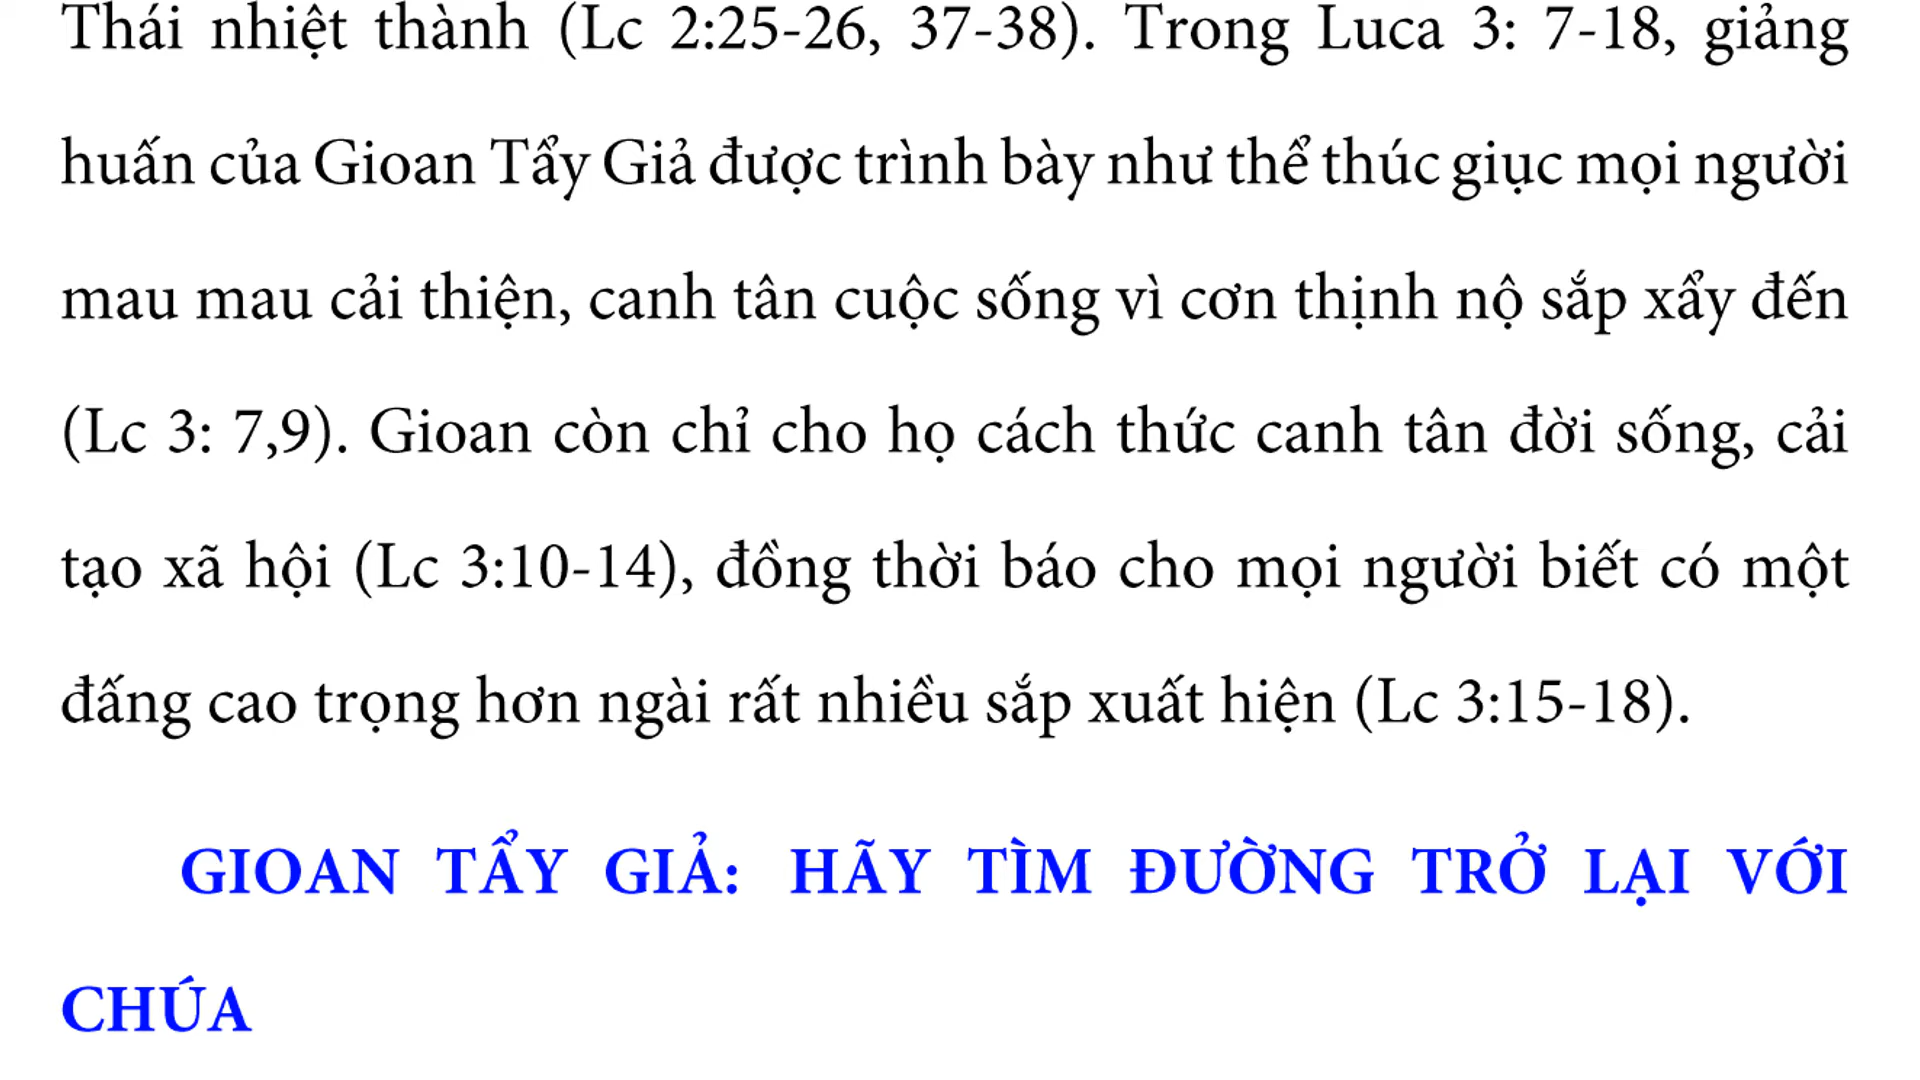 Thái nhiệt thành (Lc 2:25-26, 37-38). Trong Luca 3: 7-18, giảng
huấn của Gioan Tẩy Giả được trình bày như thể thúc giục mọi người
mau mau cải thiện, canh tân cuộc sống vì cơn thịnh nộ sắp xẩy đến
(Lc 3: 7,9). Gioan còn chỉ cho họ cách thức canh tân đời sống, cải
tạo xã hội (Lc 3:10-14), đồng thời báo cho mọi người biết có một
đấng cao trọng hơn ngài rất nhiều sắp xuất hiện (Lc 3:15-18).
GIOAN TẨY GIẢ: HÃY TÌM ĐƯỜNG TRỞ LẠI VỚI
CHÚA